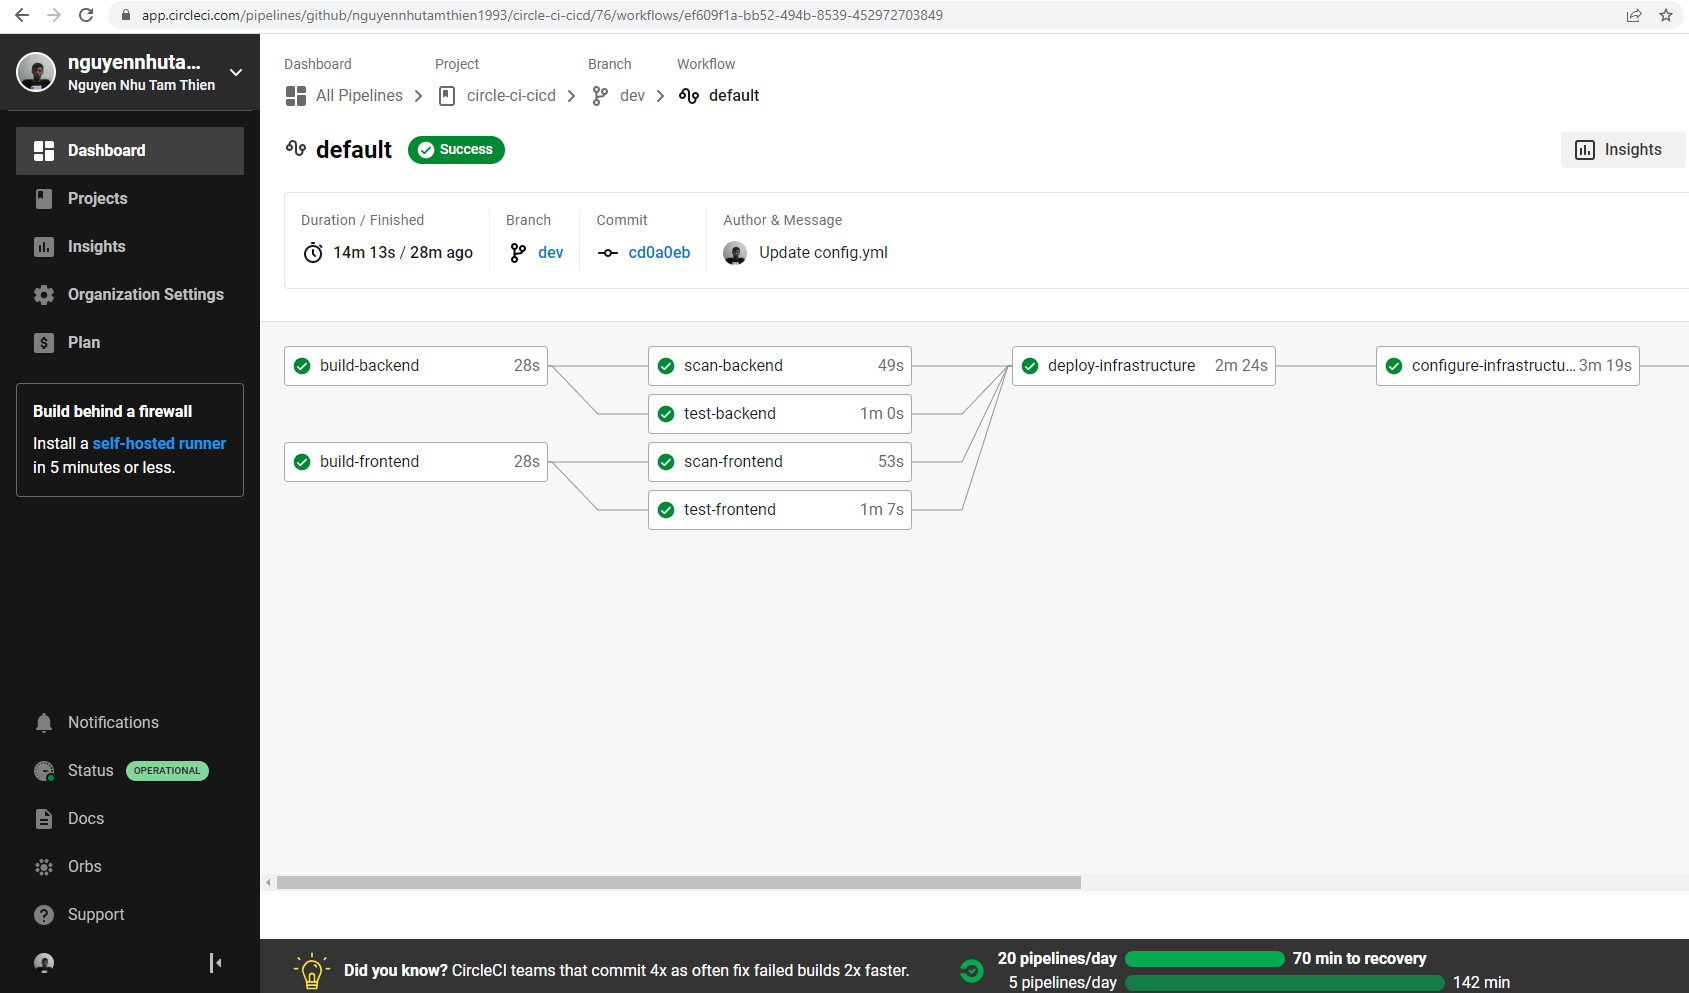 app.circleci.com/pipelines/github/nguyennhutamthien1993/circle-ci-cicd/76/workflows/ef609f1a-bb52-494b-8539-452972703849
nguyennhuta...
Nguyen Nhu Tam Thien
Dashboard
Projects
Insights
Organization Settings
Plan
Build behind a firewall
Install a self-hosted runner
in 5 minutes or less.
Notifications
Status OPERATIONAL
Docs
Orbs
Support
Dashboard Project Branch Workflow
All Pipelines circle-ci-cicd dev default
default Success
Insights
Duration / Finished Branch Commit Author & Message
14m 13s / 28m ago dev cd0a0eb Update config.yml
build-backend 28s scan-backend 49s deploy-infrastructure 2m 24s configure-infrastructu... 3m 19s
test-backend 1m 0s
build-frontend 28s scan-frontend 53s
test-frontend 1m 7s
Did you know? CircleCI teams that commit 4x as often fix failed builds 2x faster.
20 pipelines/day 70 min to recovery
5 pipelines/day 142 min